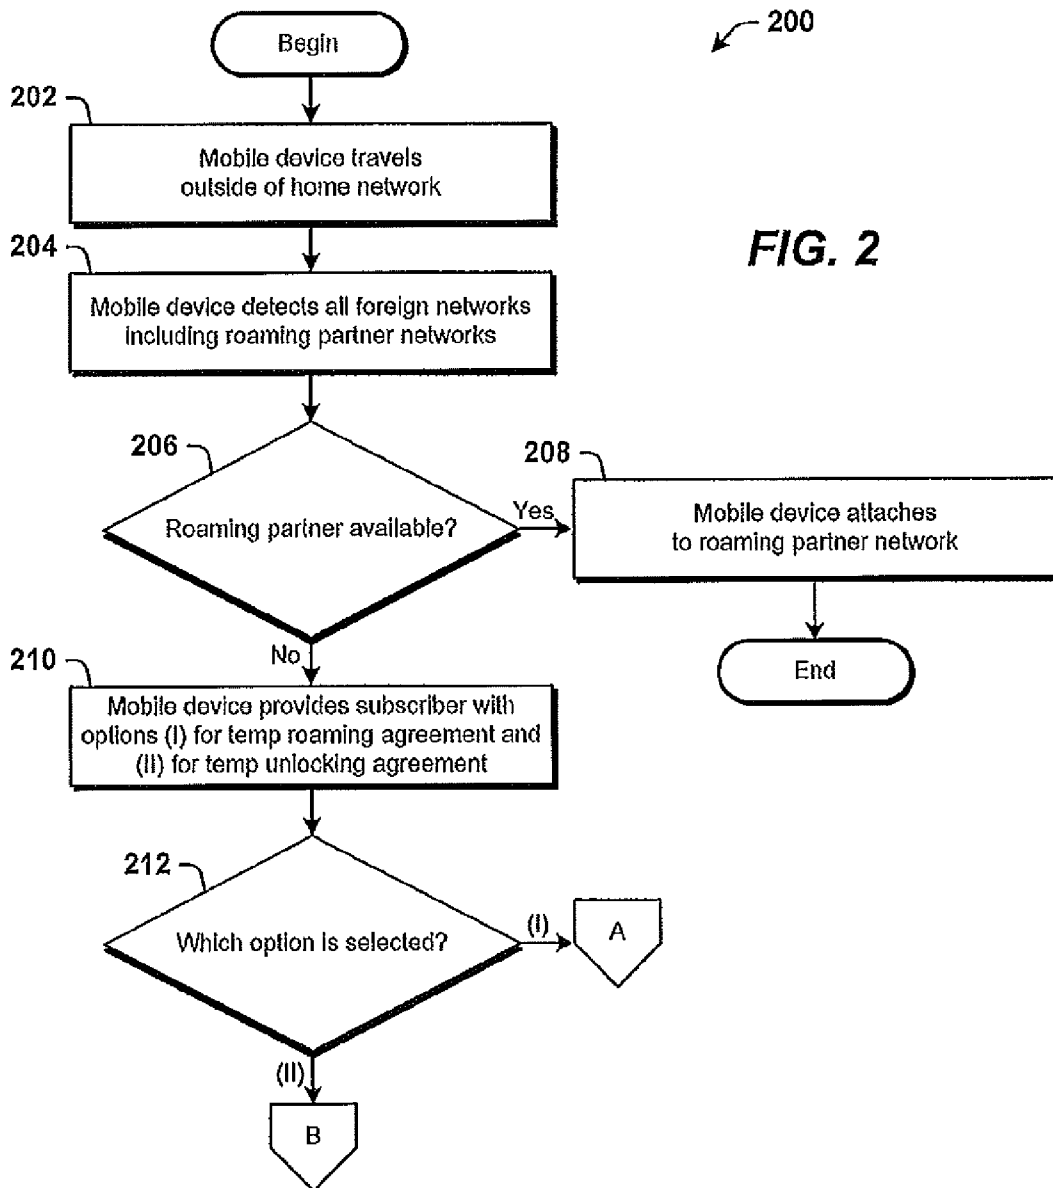 Begin
200
202
Mobile device travels
outside of home network
FIG. 2
204
Mobile device detects all foreign networks
including roaming partner networks
206
Roaming partner available?
Yes
208
Mobile device attaches
to roaming partner network
End
No
210
Mobile device provides subscriber with
options (I) for temp roaming agreement and
(II) for temp unlocking agreement
212
Which option is selected?
(I)
A
(II)
B